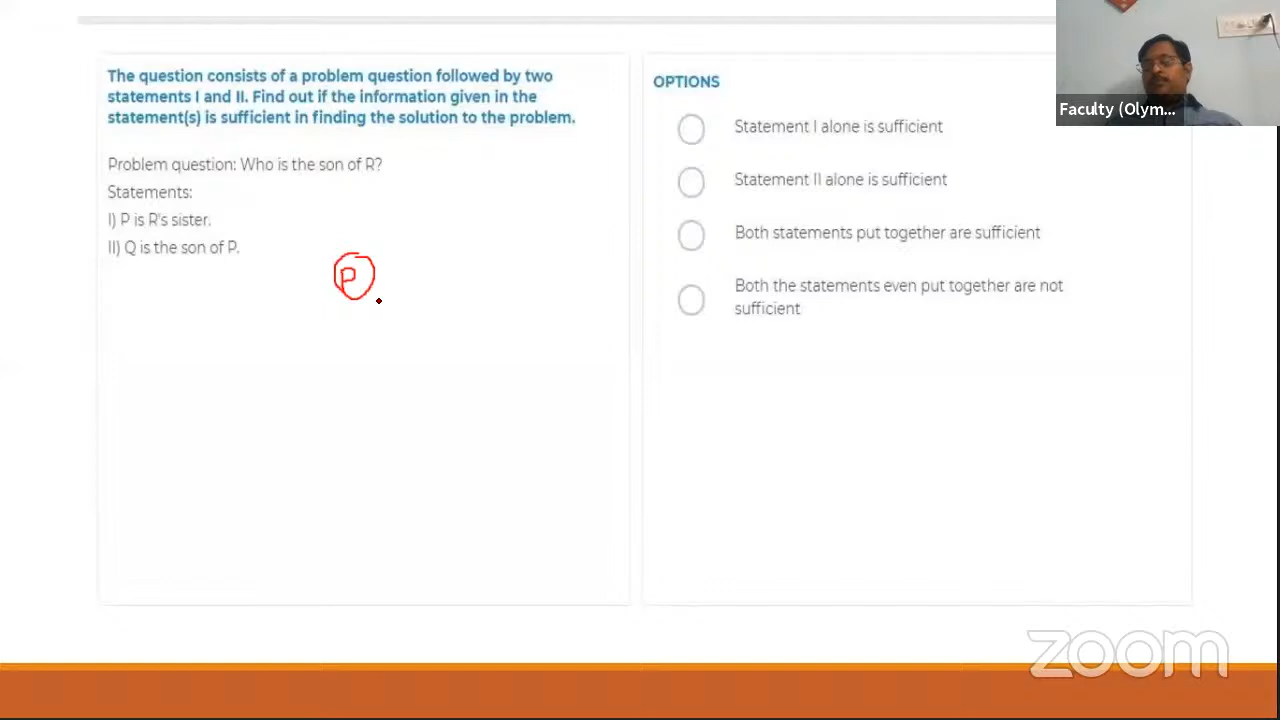 The question consists of a problem question followed by two
statements I and II. Find out if the information given in the
statement(s) is sufficient in finding the solution to the problem.
Problem question: Who is the son of R?
Statements:
I) P is R's sister.
II) Q is the son of P.
P
OPTIONS
Statement I alone is sufficient
Statement II alone is sufficient
Both statements put together are sufficient
Both the statements even put together are not
sufficient
Faculty (Olym...
zoom